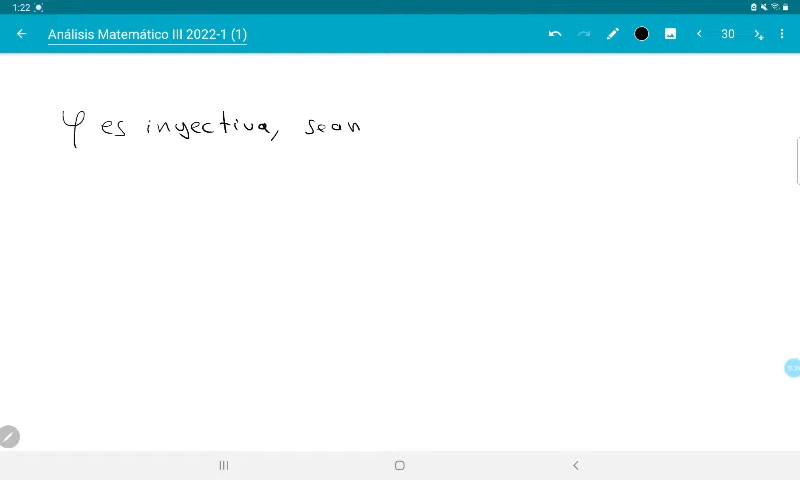 1:22
Análisis Matemático III 2022-1 (1)
30
φ es inyectiva, sean